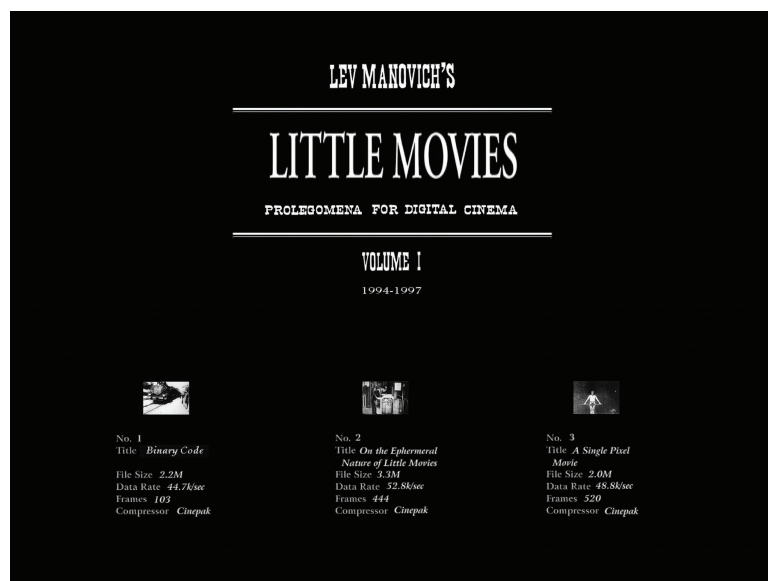 LEV MANOVICH'S
LITTLE MOVIES
PROLEGOMENA FOR DIGITAL CINEMA
VOLUME I
1994-1997
No. 1
Title Binary Code
File Size 2.2M
Data Rate 44.7k/sec
Frames 103
Compressor Cinepak
No. 2
Title On the Ephermeral
Nature of Little Movies
File Size 3.3M
Data Rate 52.8k/sec
Frames 444
Compressor Cinepak
No. 3
Title A Single Pixel
Movie
File Size 2.0M
Data Rate 48.8k/sec
Frames 520
Compressor Cinepak